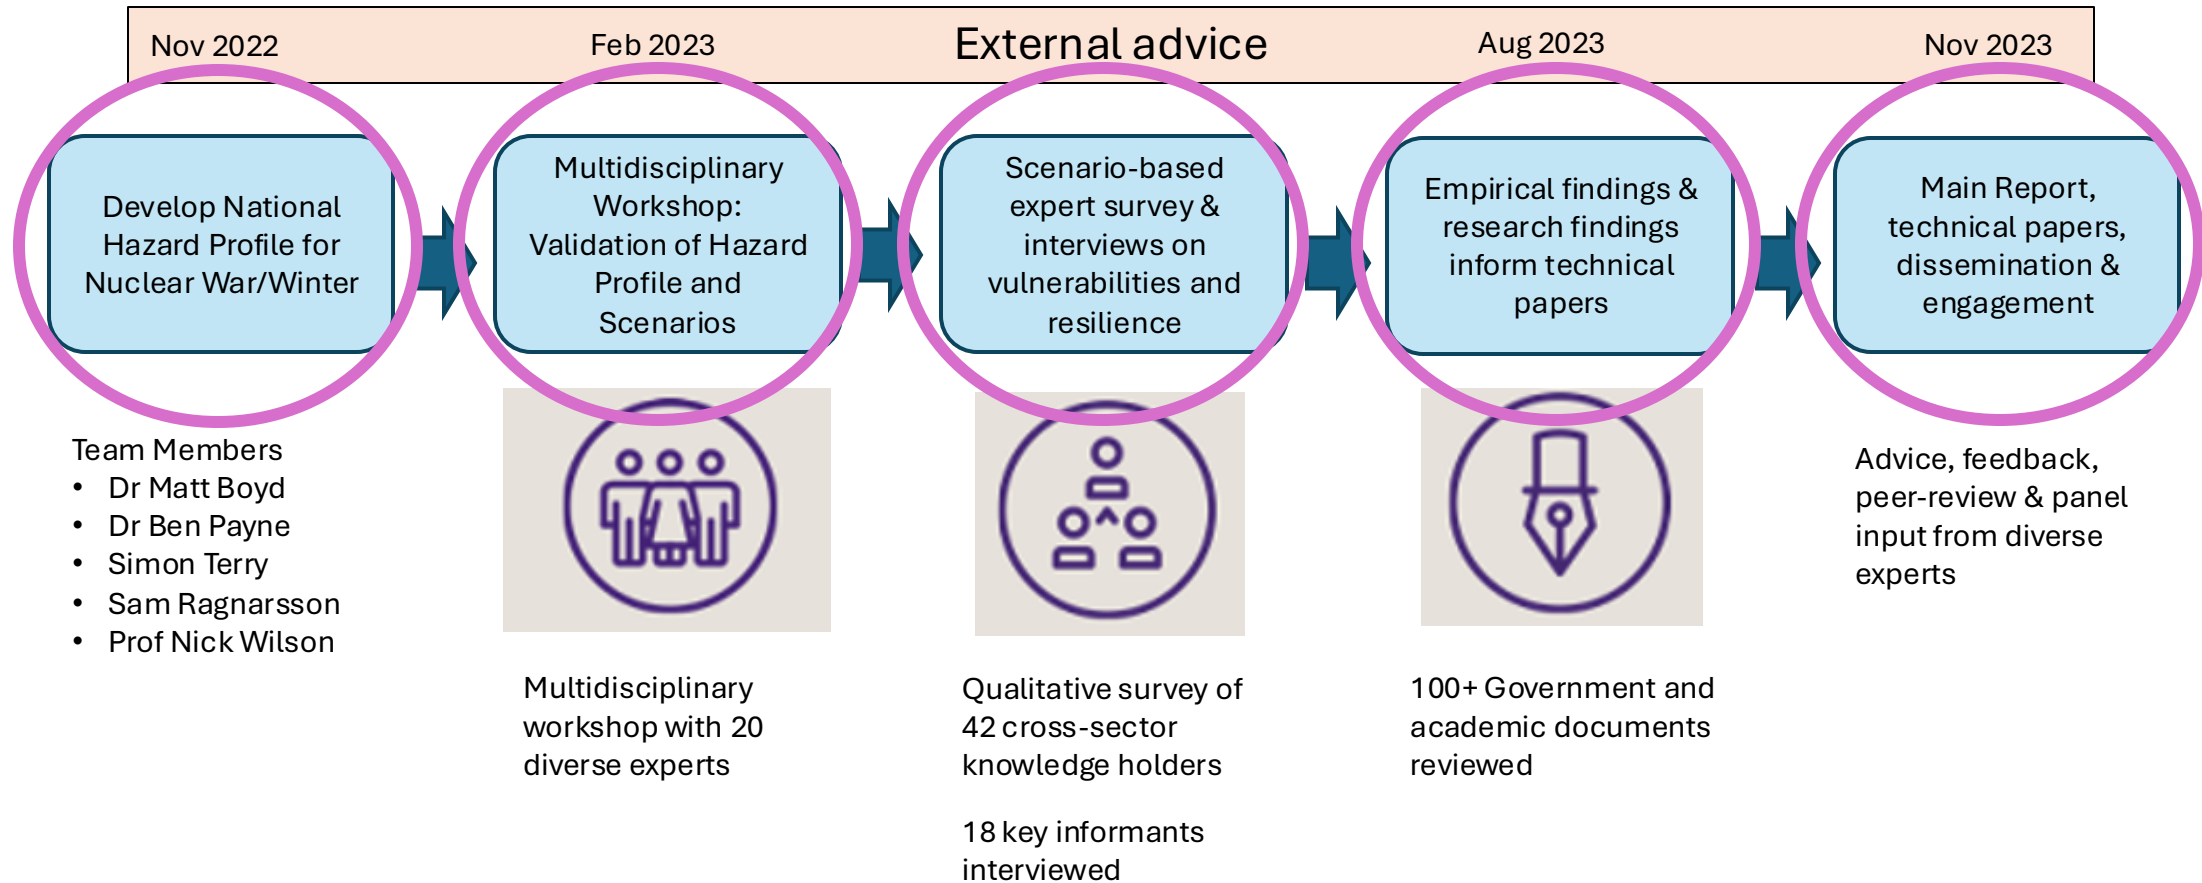 Nov 2022
Feb 2023
External advice
Aug 2023
Nov 2023
Develop National
Hazard Profile for
Nuclear War/Winter
Multidisciplinary
Workshop:
Validation of Hazard
Profile and
Scenarios
Scenario-based
expert survey &
interviews on
vulnerabilities and
resilience
Empirical findings &
research findings
inform technical
papers
Main Report,
technical papers,
dissemination &
engagement
Team Members
• Dr Matt Boyd
• Dr Ben Payne
• Simon Terry
• Sam Ragnarsson
• Prof Nick Wilson
Multidisciplinary
workshop with 20
diverse experts
Qualitative survey of
42 cross-sector
knowledge holders
18 key informants
interviewed
100+ Government and
academic documents
reviewed
Advice, feedback,
peer-review & panel
input from diverse
experts